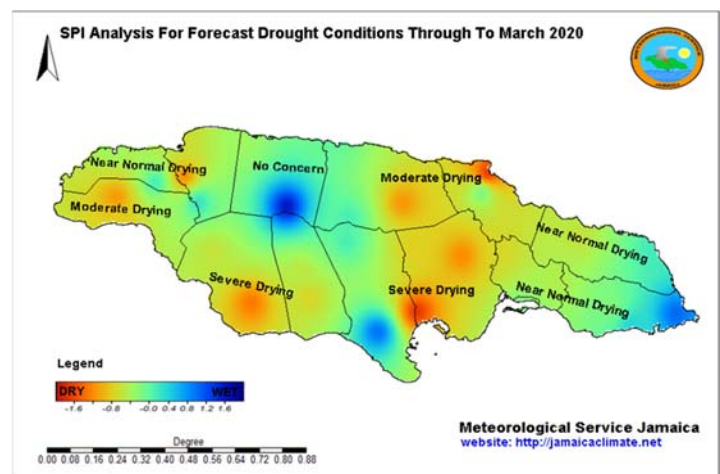 SPI Analysis For Forecast Drought Conditions Through To March 2020
Near Normal Drying
No Concern
Moderate Drying
Moderate Drying
Near Normal Drying
Severe Drying
Severe Drying
Near Normal Drying
Legend
DRY WET
-1.6 -0.8 -0.0 0.4 0.8 1.2 1.6
Meteorological Service Jamaica
website: http://jamaicaclimate.net
Degree
0.00 0.08 0.16 0.24 0.32 0.40 0.48 0.56 0.64 0.72 0.80 0.88